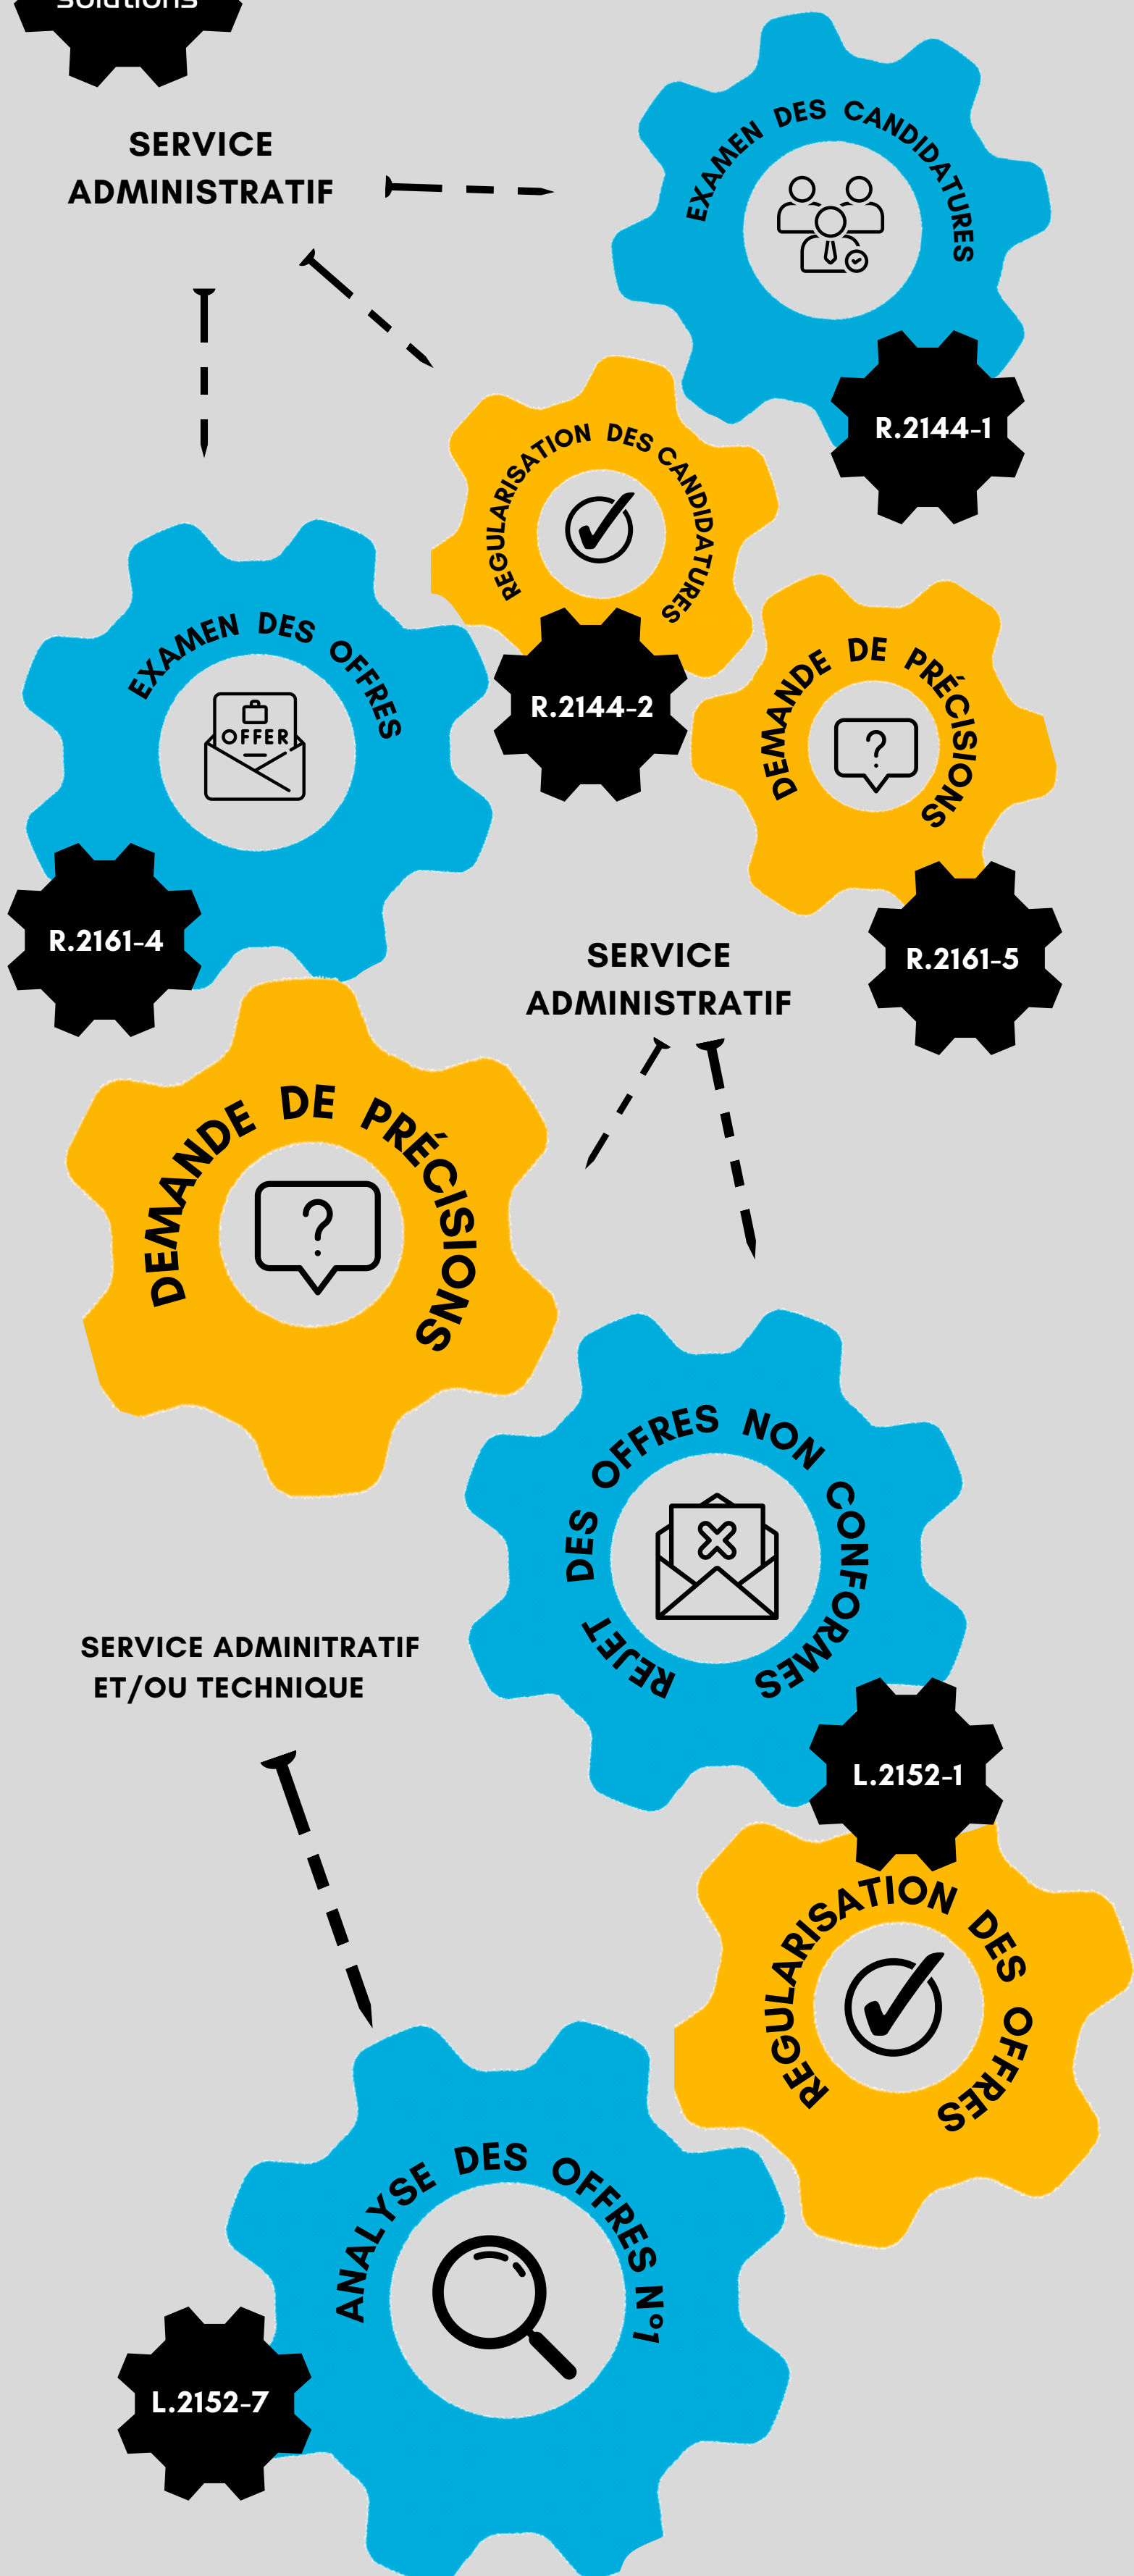 solutions
SERVICE
ADMINISTRATIF
EXAMEN DES CANDIDATURES
R.2144-1
REGULARISATION DES CANDIDATURES
R.2144-2
EXAMEN DES OFFRES
OFFER
R.2161-4
DEMANDE DE PRÉCISIONS
?
R.2161-5
SERVICE
ADMINISTRATIF
DEMANDE DE PRÉCISIONS
?
REJET DES OFFRES NON CONFORMES
L.2152-1
SERVICE ADMINITRATIF
ET/OU TECHNIQUE
REGULARISATION DES OFFRES
ANALYSE DES OFFRES N°1
L.2152-7